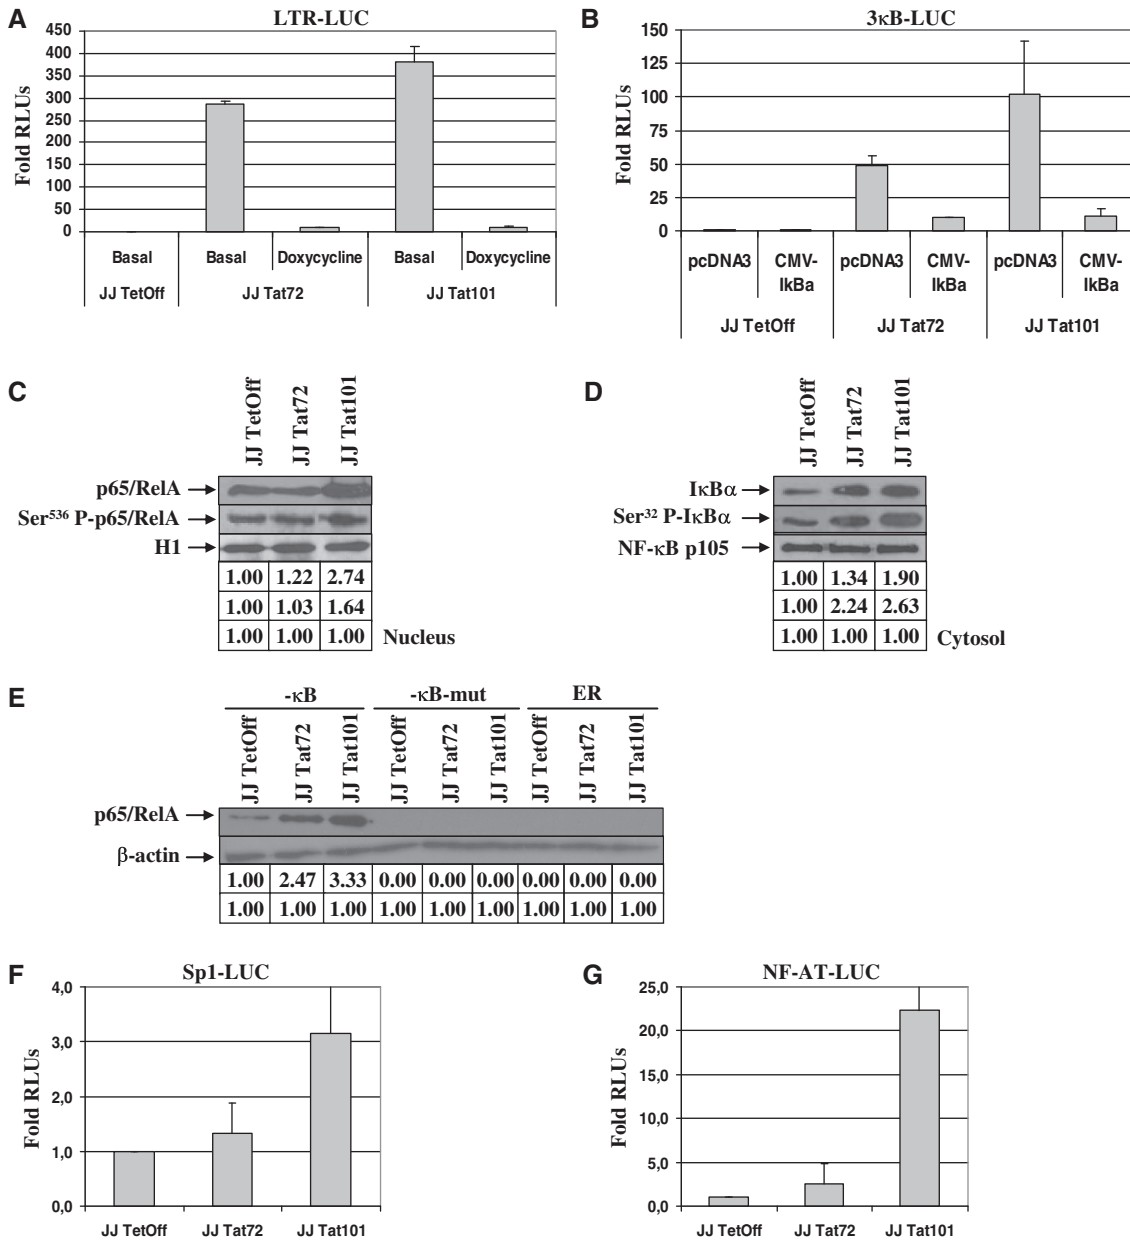 A
LTR-LUC
Fold RLUs
450
400
350
300
250
200
150
100
50
0
Basal Basal Doxycycline Basal Doxycycline
JJ TetOff JJ Tat72 JJ Tat101
B
3κB-LUC
Fold RLUs
150
125
100
75
50
25
0
pcDNA3 CMV-IkBa pcDNA3 CMV-IkBa pcDNA3 CMV-IkBa
JJ TetOff JJ Tat72 JJ Tat101
C
JJ TetOff JJ Tat72 JJ Tat101
p65/RelA
Ser536 P-p65/RelA
H1
1.00 1.22 2.74
1.00 1.03 1.64
1.00 1.00 1.00 Nucleus
D
JJ TetOff JJ Tat72 JJ Tat101
IκBα
Ser32 P-IκBα
NF-κB p105
1.00 1.34 1.90
1.00 2.24 2.63
1.00 1.00 1.00 Cytosol
E
-κB -κB-mut ER
JJ TetOff JJ Tat72 JJ Tat101 JJ TetOff JJ Tat72 JJ Tat101 JJ TetOff JJ Tat72 JJ Tat101
p65/RelA
β-actin
1.00 2.47 3.33 0.00 0.00 0.00 0.00 0.00 0.00
1.00 1.00 1.00 1.00 1.00 1.00 1.00 1.00 1.00
F
Sp1-LUC
Fold RLUs
4,0
3,0
2,0
1,0
0,0
JJ TetOff JJ Tat72 JJ Tat101
G
NF-AT-LUC
Fold RLUs
25,0
20,0
15,0
10,0
5,0
0,0
JJ TetOff JJ Tat72 JJ Tat101